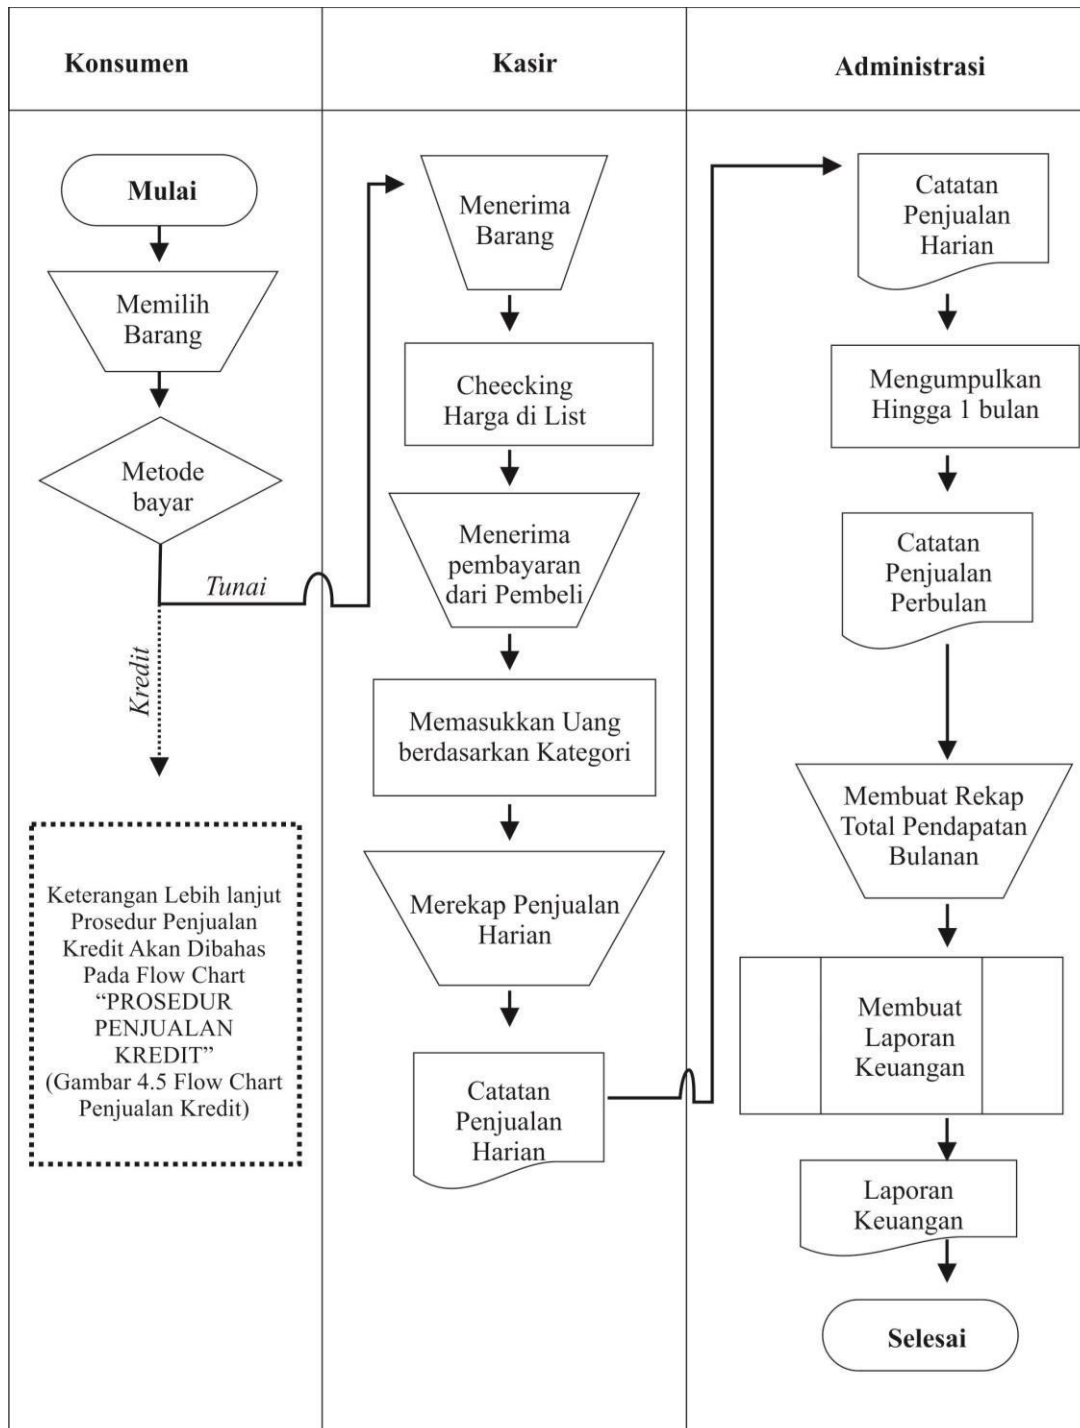 Konsumen
Kasir
Administrasi
Mulai
Memilih
Barang
Metode
bayar
Tunai
Kredit
Keterangan Lebih lanjut
Prosedur Penjualan
Kredit Akan Dibahas
Pada Flow Chart
“PROSEDUR
PENJUALAN
KREDIT”
(Gambar 4.5 Flow Chart
Penjualan Kredit)
Menerima
Barang
Cheecking
Harga di List
Menerima
pembayaran
dari Pembeli
Memasukkan Uang
berdasarkan Kategori
Merekap Penjualan
Harian
Catatan
Penjualan
Harian
Catatan
Penjualan
Harian
Mengumpulkan
Hingga 1 bulan
Catatan
Penjualan
Perbulan
Membuat Rekap
Total Pendapatan
Bulanan
Membuat
Laporan
Keuangan
Laporan
Keuangan
Selesai